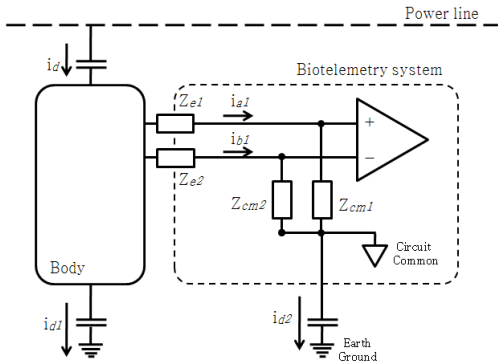 Power line
i_d
Biotelemetry system
Z_e1
i_a1
+
i_b1
−
Z_e2
Z_cm2
Z_cm1
Circuit
Common
Body
i_d1
i_d2
Earth
Ground